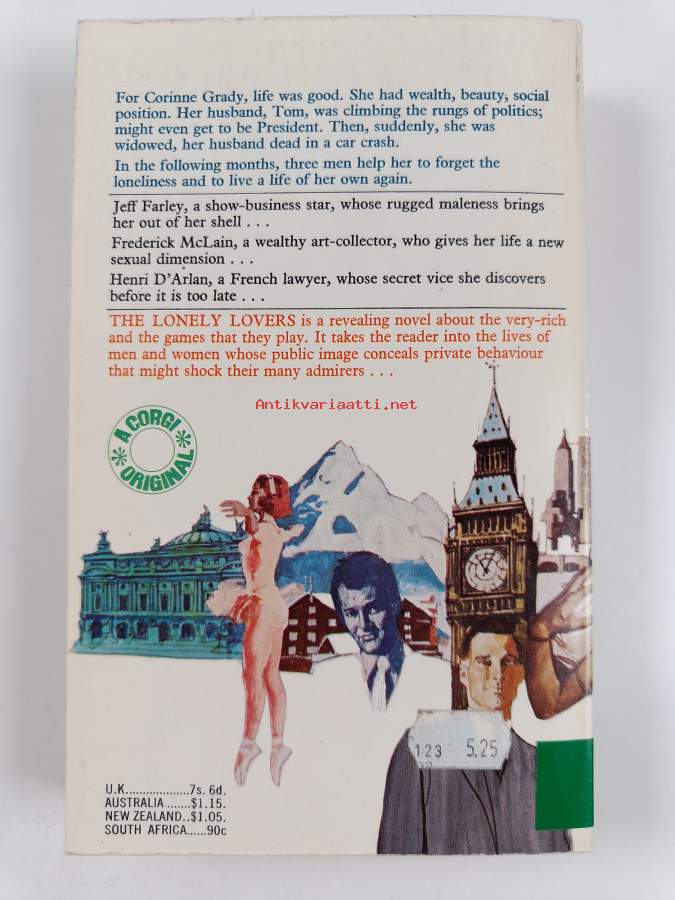 For Corinne Grady, life was good. She had wealth, beauty, social
position. Her husband, Tom, was climbing the rungs of politics;
might even get to be President. Then, suddenly, she was
widowed, her husband dead in a car crash.
In the following months, three men help her to forget the
loneliness and to live a life of her own again.
Jeff Farley, a show-business star, whose rugged maleness brings
her out of her shell . . .
Frederick McLain, a wealthy art-collector, who gives her life a new
sexual dimension . . .
Henri D'Arlan, a French lawyer, whose secret vice she discovers
before it is too late . . .
THE LONELY LOVERS is a revealing novel about the very-rich
and the games that they play. It takes the reader into the lives of
men and women whose public image conceals private behaviour
that might shock their many admirers . . .
Antikvariaatti.net
A CORGI
ORIGINAL
123 5,25
U.K...................7s. 6d.
AUSTRALIA.......$1.15.
NEW ZEALAND..$1.05.
SOUTH AFRICA......90c